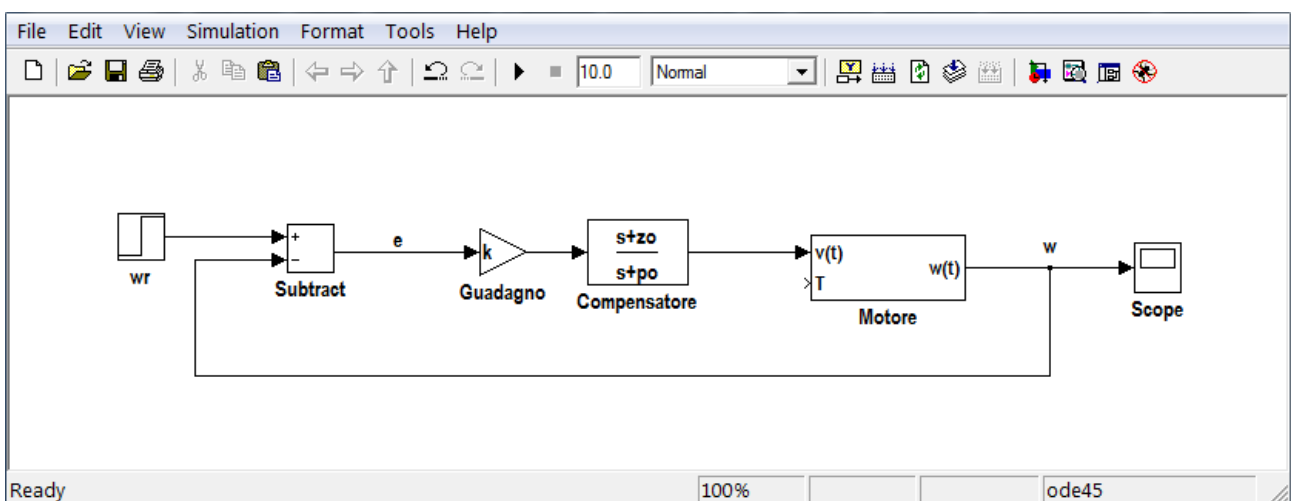 File Edit View Simulation Format Tools Help
10.0 Normal
wr
+
−
Subtract
e
k
Guadagno
s+zo
s+po
Compensatore
v(t)
T
w(t)
Motore
w
Scope
Ready 100% ode45